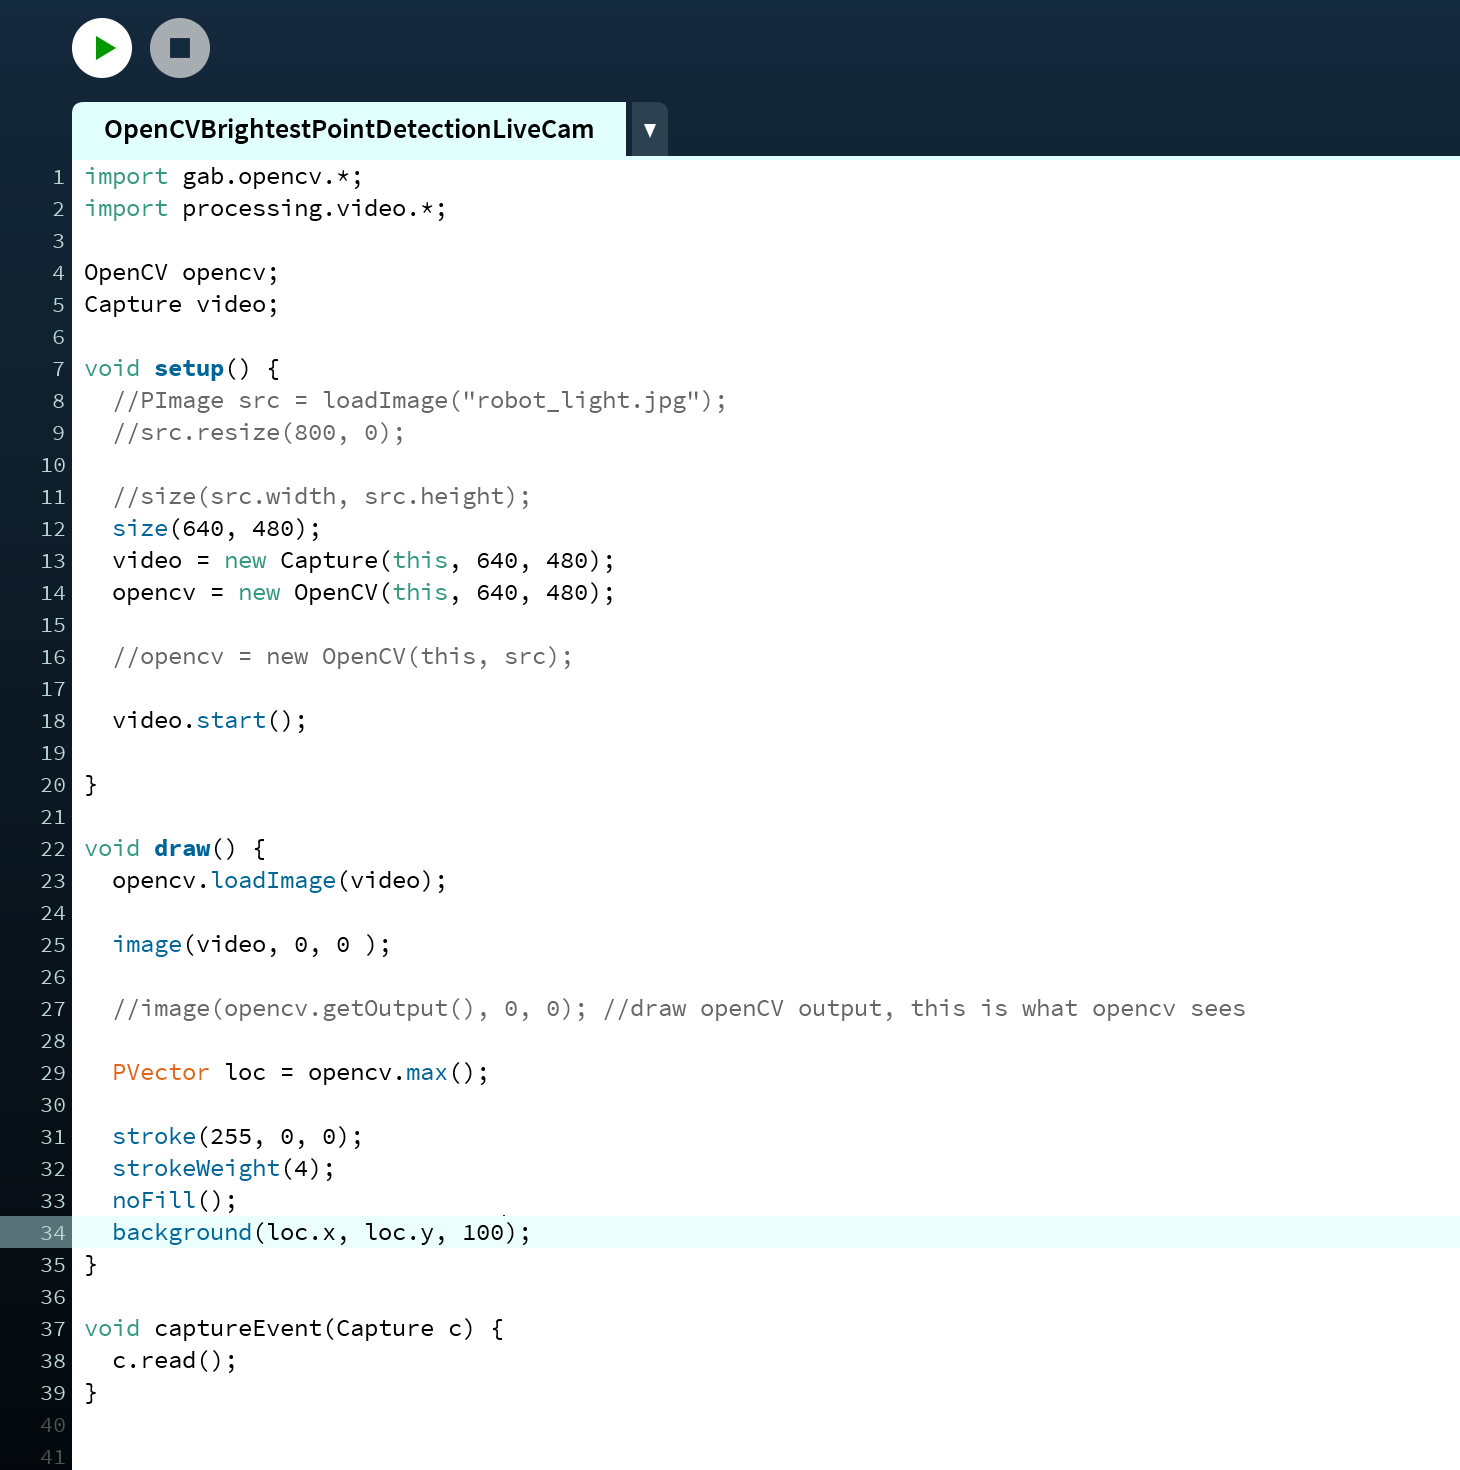 OpenCVBrightestPointDetectionLiveCam ▼
1 import gab.opencv.*;
2 import processing.video.*;
3
4 OpenCV opencv;
5 Capture video;
6
7 void setup() {
8   //PImage src = loadImage("robot_light.jpg");
9   //src.resize(800, 0);
10
11   //size(src.width, src.height);
12   size(640, 480);
13   video = new Capture(this, 640, 480);
14   opencv = new OpenCV(this, 640, 480);
15
16   //opencv = new OpenCV(this, src);
17
18   video.start();
19
20 }
21
22 void draw() {
23   opencv.loadImage(video);
24
25   image(video, 0, 0 );
26
27   //image(opencv.getOutput(), 0, 0); //draw openCV output, this is what opencv sees
28
29   PVector loc = opencv.max();
30
31   stroke(255, 0, 0);
32   strokeWeight(4);
33   noFill();
34   background(loc.x, loc.y, 100);
35 }
36
37 void captureEvent(Capture c) {
38   c.read();
39 }
40
41